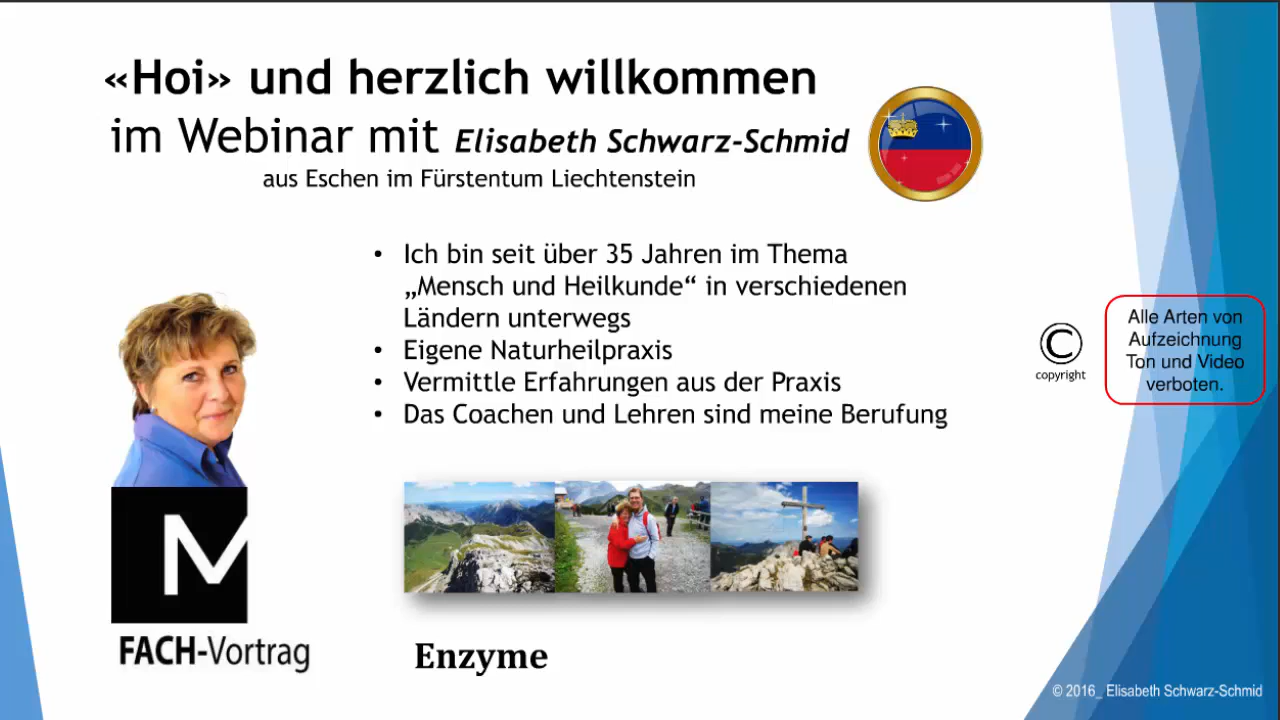 «Hoi» und herzlich willkommen
im Webinar mit Elisabeth Schwarz-Schmid
aus Eschen im Fürstentum Liechtenstein
• Ich bin seit über 35 Jahren im Thema
„Mensch und Heilkunde“ in verschiedenen
Ländern unterwegs
• Eigene Naturheilpraxis
• Vermittle Erfahrungen aus der Praxis
• Das Coachen und Lehren sind meine Berufung
©
copyright
Alle Arten von
Aufzeichnung
Ton und Video
verboten.
M
FACH-Vortrag
Enzyme
© 2016_ Elisabeth Schwarz-Schmid